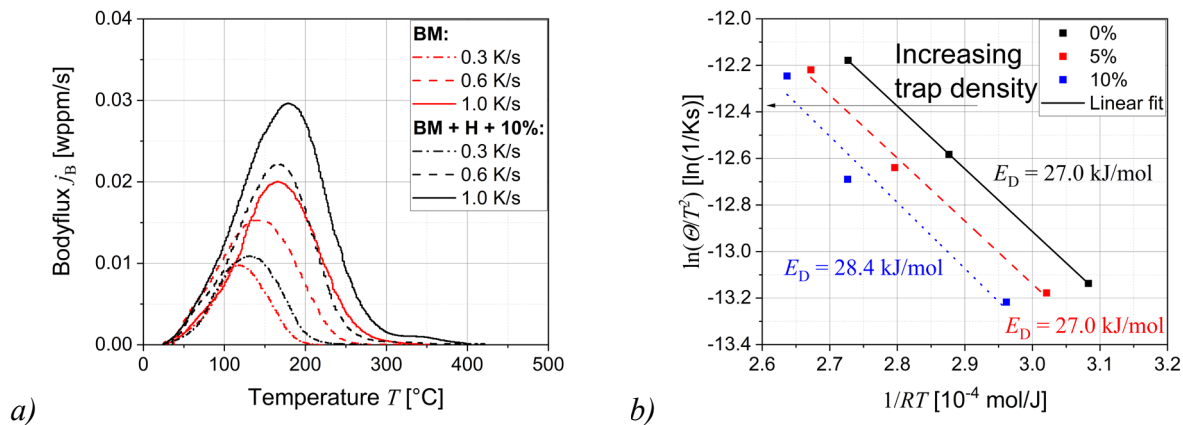 0.04
0.03
0.02
0.01
0.00
0
100
200
300
400
500
Bodyflux jB [wppm/s]
Temperature T [°C]
BM:
0.3 K/s
0.6 K/s
1.0 K/s
BM + H + 10%:
0.3 K/s
0.6 K/s
1.0 K/s
a)
-12.0
-12.2
-12.4
-12.6
-12.8
-13.0
-13.2
-13.4
2.6
2.7
2.8
2.9
3.0
3.1
3.2
ln(Θ/T²) [ln(1/Ks)]
1/RT [10⁻⁴ mol/J]
0%
5%
10%
Linear fit
Increasing
trap density
ED = 27.0 kJ/mol
ED = 28.4 kJ/mol
ED = 27.0 kJ/mol
b)